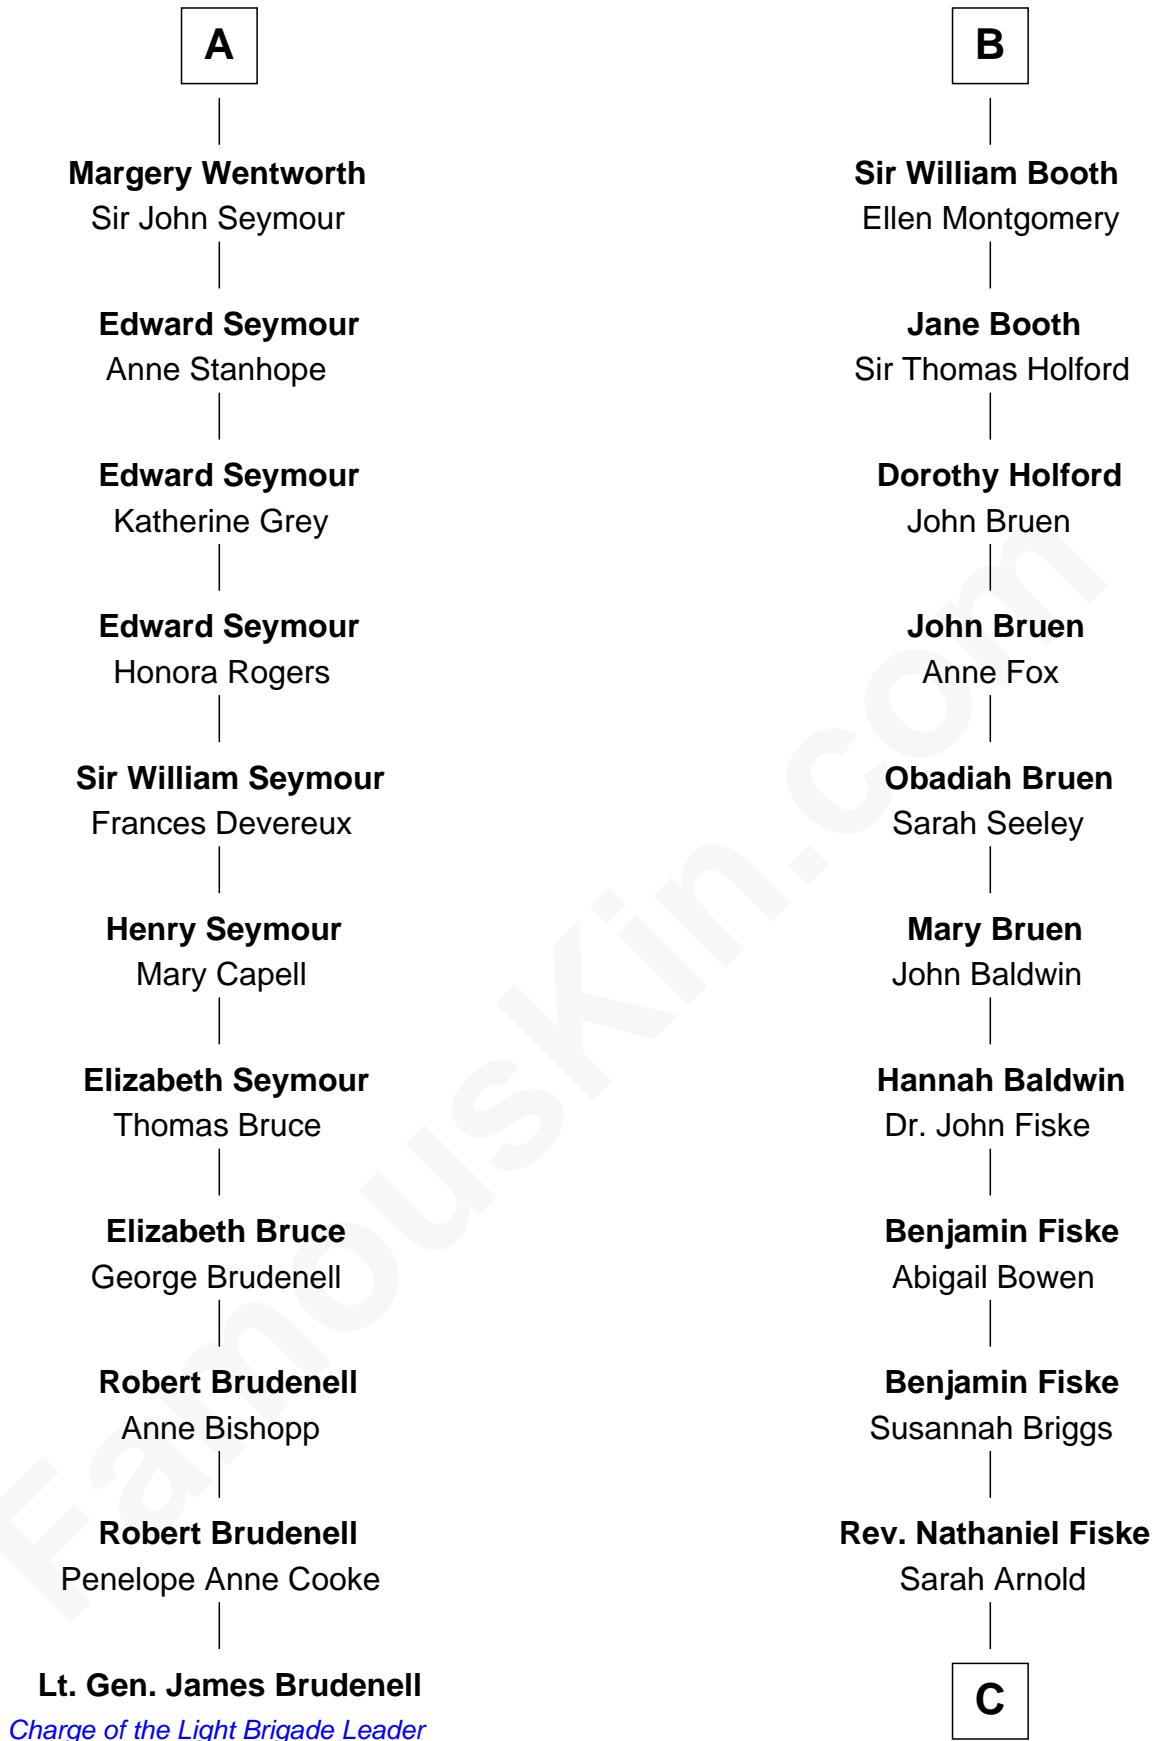 A
Margery Wentworth
Sir John Seymour
Edward Seymour
Anne Stanhope
Edward Seymour
Katherine Grey
Edward Seymour
Honora Rogers
Sir William Seymour
Frances Devereux
Henry Seymour
Mary Capell
Elizabeth Seymour
Thomas Bruce
Elizabeth Bruce
George Brudenell
Robert Brudenell
Anne Bishopp
Robert Brudenell
Penelope Anne Cooke
Lt. Gen. James Brudenell
Charge of the Light Brigade Leader
B
Sir William Booth
Ellen Montgomery
Jane Booth
Sir Thomas Holford
Dorothy Holford
John Bruen
John Bruen
Anne Fox
Obadiah Bruen
Sarah Seeley
Mary Bruen
John Baldwin
Hannah Baldwin
Dr. John Fiske
Benjamin Fiske
Abigail Bowen
Benjamin Fiske
Susannah Briggs
Rev. Nathaniel Fiske
Sarah Arnold
C
FamousKin.com